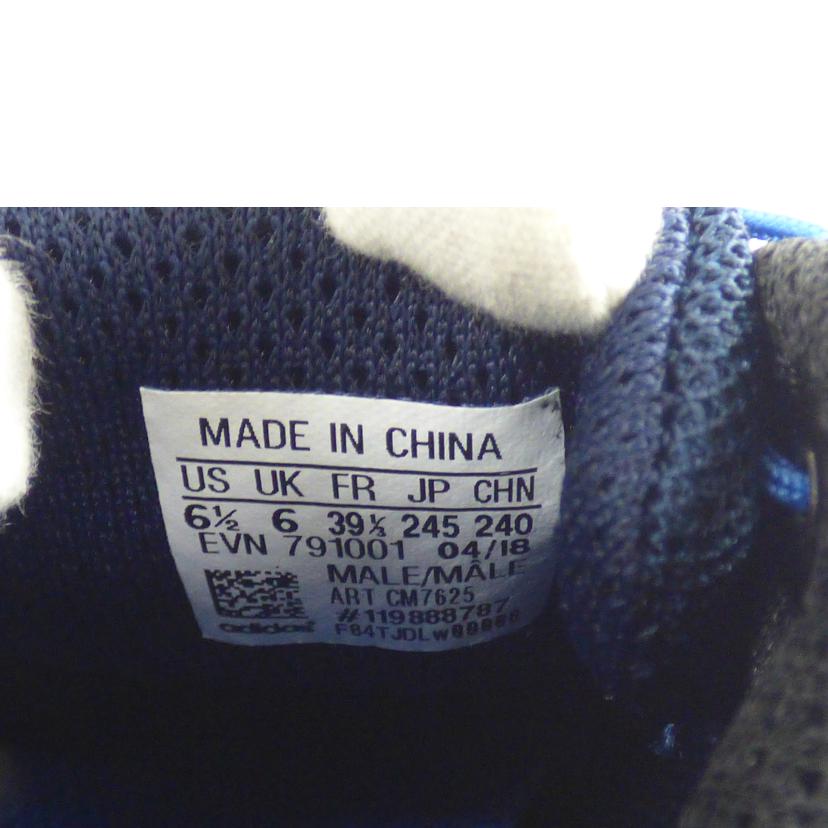 MADE IN CHINA
US UK FR JP CHN
6½ 6 39⅓ 245 240
EVN 791001 04/18
MALE/MÂLE
ART CM7625
#119888787
adidas